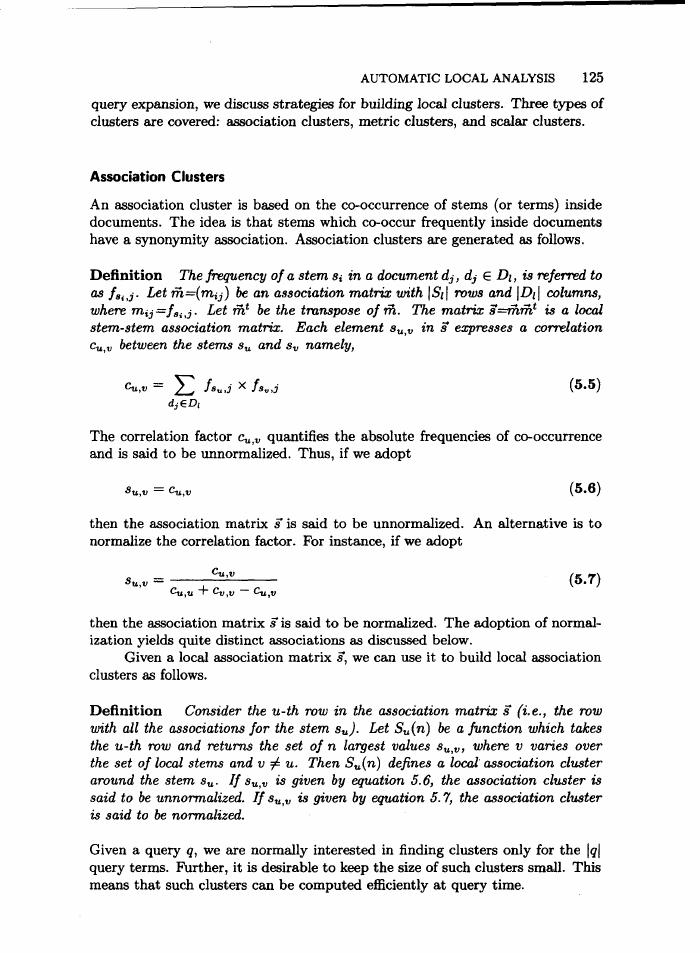 AUTOMATIC LOCAL ANALYSIS 125
query expansion, we discuss strategies for building local clusters. Three types of
clusters are covered: association clusters, metric clusters, and scalar clusters.
Association Clusters
An association cluster is based on the co-occurrence of stems (or terms) inside
documents. The idea is that stems which co-occur frequently inside documents
have a synonymity association. Association clusters are generated as follows.
Definition The frequency of a stem s_i in a document d_j, d_j ∈ D_l, is referred to
as f_{s_i,j}. Let m⃗=(m_{ij}) be an association matrix with |S_l| rows and |D_l| columns,
where m_{ij}=f_{s_i,j}. Let m⃗^t be the transpose of m⃗. The matrix s⃗=m⃗m⃗^t is a local
stem-stem association matrix. Each element s_{u,v} in s⃗ expresses a correlation
c_{u,v} between the stems s_u and s_v namely,
c_{u,v} = ∑_{d_j∈D_l} f_{s_u,j} × f_{s_v,j} (5.5)
The correlation factor c_{u,v} quantifies the absolute frequencies of co-occurrence
and is said to be unnormalized. Thus, if we adopt
s_{u,v} = c_{u,v} (5.6)
then the association matrix s⃗ is said to be unnormalized. An alternative is to
normalize the correlation factor. For instance, if we adopt
s_{u,v} = c_{u,v} / (c_{u,u} + c_{v,v} − c_{u,v}) (5.7)
then the association matrix s⃗ is said to be normalized. The adoption of normal-
ization yields quite distinct associations as discussed below.
Given a local association matrix s⃗, we can use it to build local association
clusters as follows.
Definition Consider the u-th row in the association matrix s⃗ (i.e., the row
with all the associations for the stem s_u). Let S_u(n) be a function which takes
the u-th row and returns the set of n largest values s_{u,v}, where v varies over
the set of local stems and v ≠ u. Then S_u(n) defines a local association cluster
around the stem s_u. If s_{u,v} is given by equation 5.6, the association cluster is
said to be unnormalized. If s_{u,v} is given by equation 5.7, the association cluster
is said to be normalized.
Given a query q, we are normally interested in finding clusters only for the |q|
query terms. Further, it is desirable to keep the size of such clusters small. This
means that such clusters can be computed efficiently at query time.